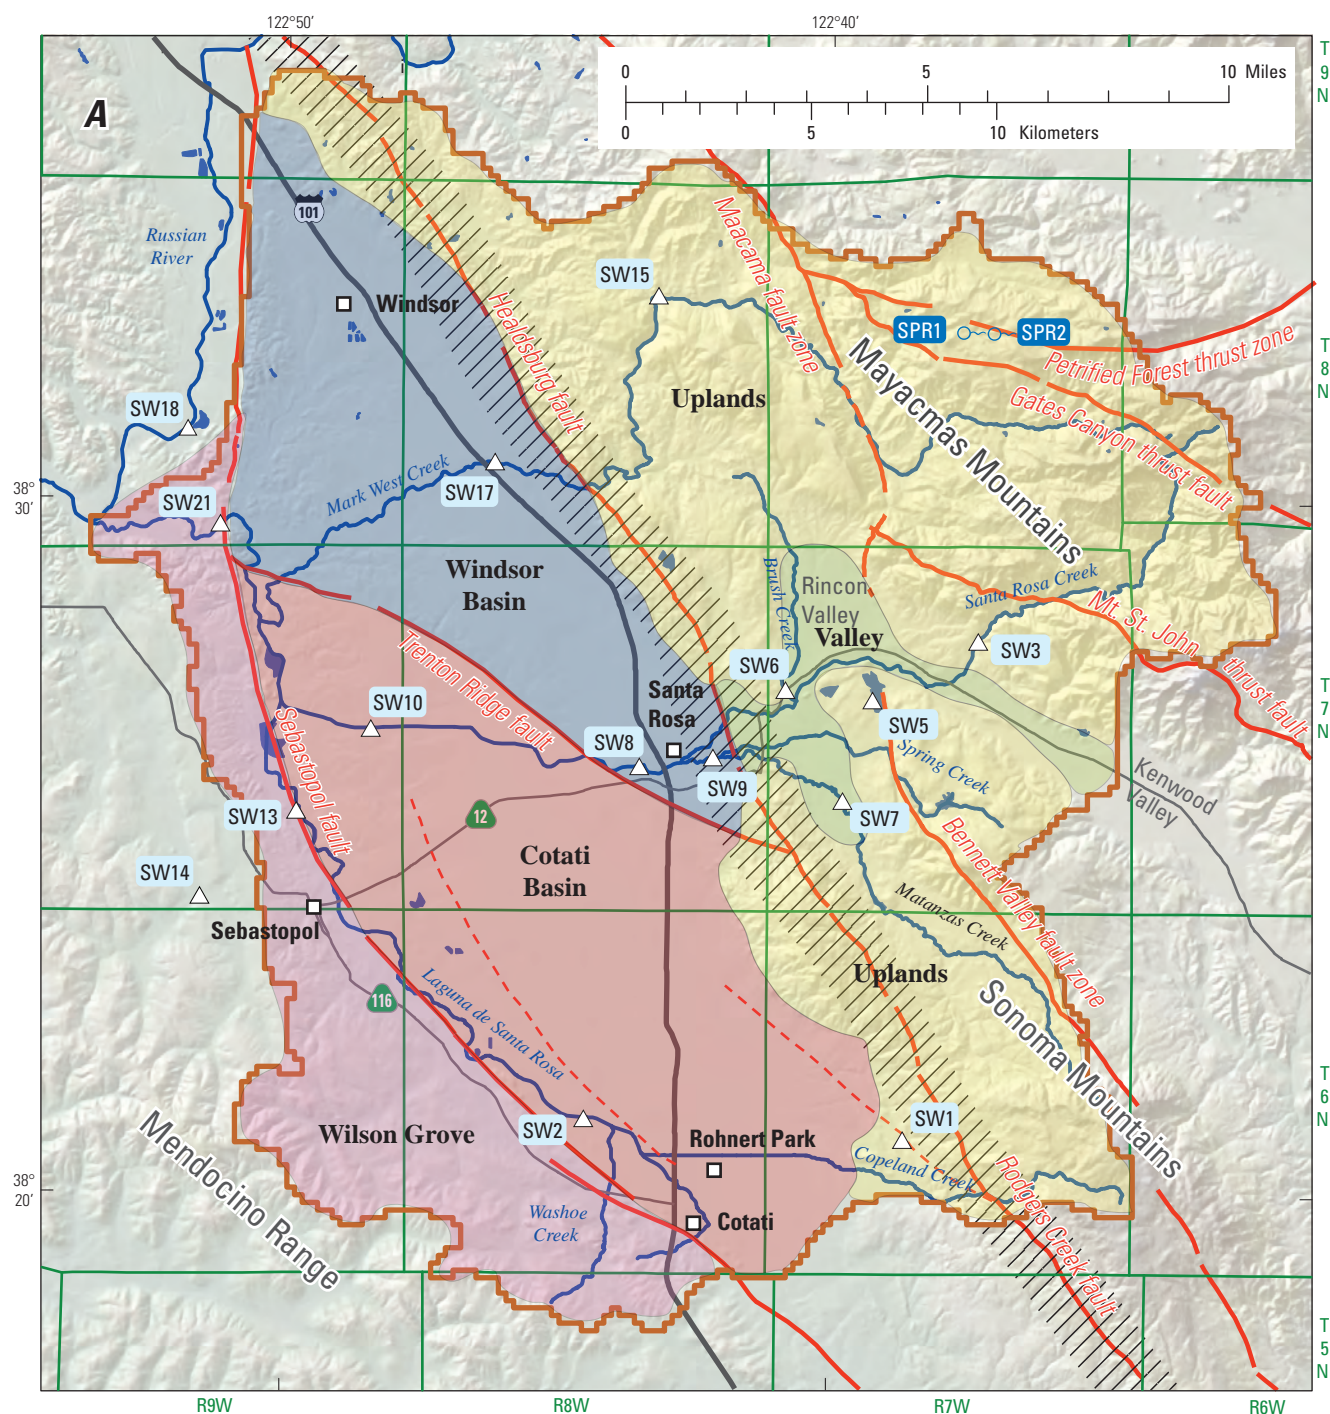 122°50'
122°40'
A
0
5
10 Miles
0
5
10 Kilometers
T
9
N
101
Russian
River
Windsor
Healdsburg fault
SW15
Maacama fault zone
SPR1
SPR2
Petrified Forest thrust zone
Gates Canyon thrust fault
Mayacmas Mountains
T
8
N
Uplands
SW18
Mark West Creek
SW17
38°
30'
SW21
Windsor
Basin
Brush Creek
Rincon
Valley
Valley
Santa Rosa Creek
SW3
Mt. St. John thrust fault
Trenton Ridge fault
SW6
Santa
Rosa
SW10
SW8
SW9
SW5
Spring Creek
SW7
Kenwood
Valley
T
7
N
Sebastopol fault
SW13
12
Cotati
Basin
Bennett Valley fault zone
SW14
Sebastopol
Matanzas Creek
Uplands
116
Laguna de Santa Rosa
Sonoma Mountains
T
6
N
Wilson Grove
SW2
SW1
Rohnert Park
Copeland Creek
Rodgers Creek fault
38°
20'
Mendocino Range
Washoe
Creek
Cotati
T
5
N
R9W
R8W
R7W
R6W